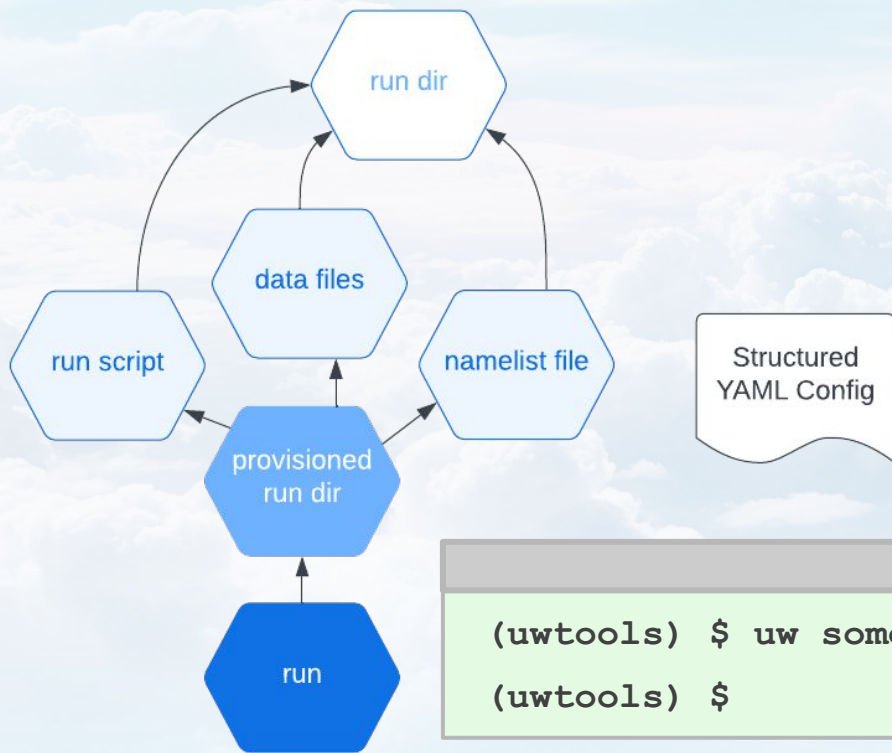 run dir
data files
run script
namelist file
Structured
YAML Config
provisioned
run dir
run
(uwtools) $ uw
(uwtools) $